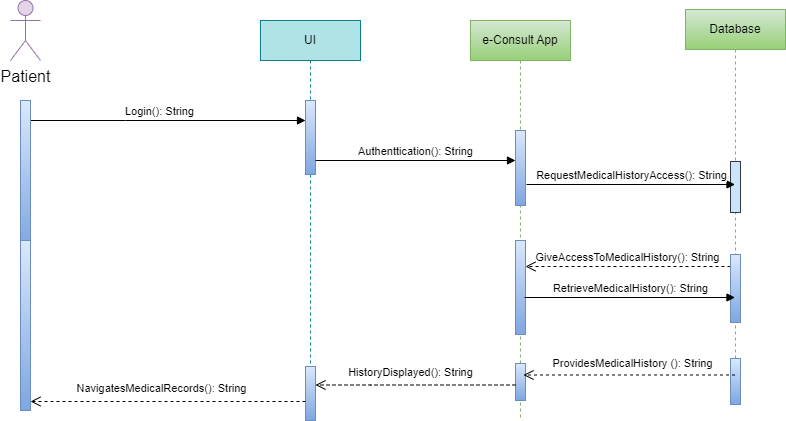 UI
e-Consult App
Database
Patient
Login(): String
Authenttication(): String
RequestMedicalHistoryAccess(): String
GiveAccessToMedicalHistory(): String
RetrieveMedicalHistory(): String
ProvidesMedicalHistory (): String
HistoryDisplayed(): String
NavigatesMedicalRecords(): String